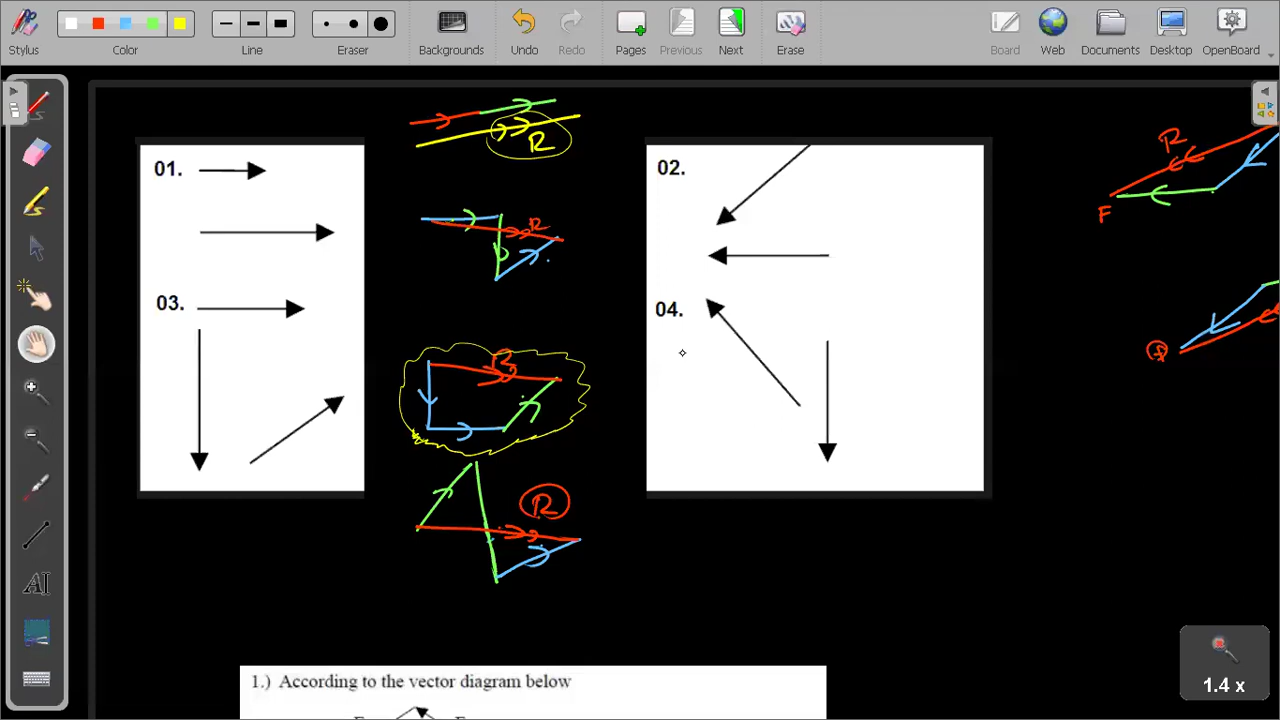 Stylus
Color
Line
Eraser
Backgrounds
Undo
Redo
Pages
Previous
Next
Erase
Board
Web
Documents
Desktop
OpenBoard
R
01.
R
03.
R
R
02.
04.
R
F
AI
1.) According to the vector diagram below
1.4 x